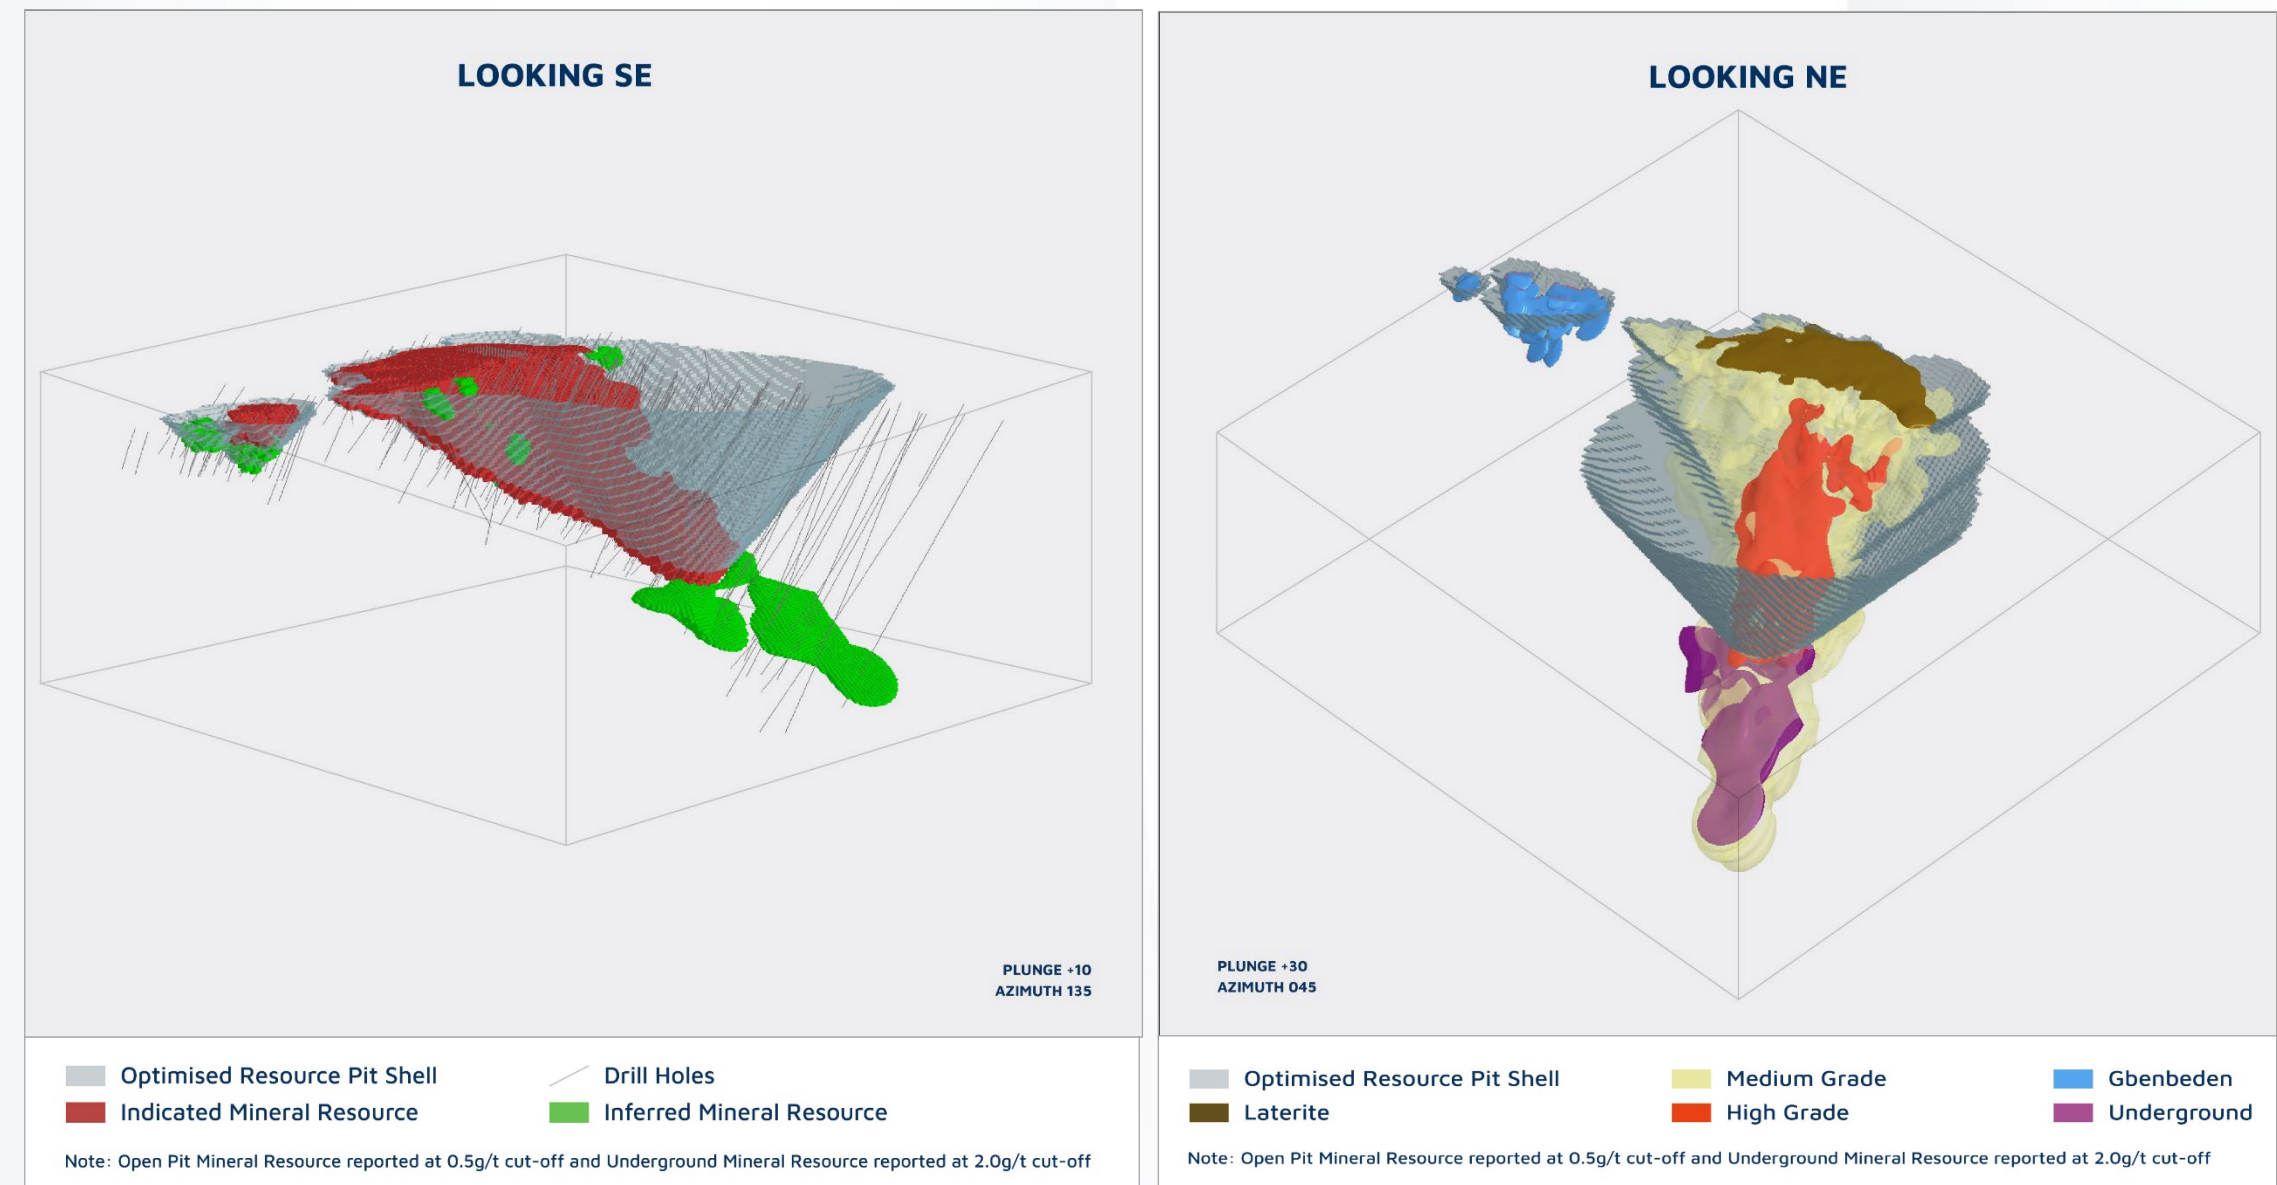 LOOKING SE
PLUNGE +10
AZIMUTH 135
Optimised Resource Pit Shell
Drill Holes
Indicated Mineral Resource
Inferred Mineral Resource
Note: Open Pit Mineral Resource reported at 0.5g/t cut-off and Underground Mineral Resource reported at 2.0g/t cut-off
LOOKING NE
PLUNGE +30
AZIMUTH 045
Optimised Resource Pit Shell
Medium Grade
Gbenbeden
Laterite
High Grade
Underground
Note: Open Pit Mineral Resource reported at 0.5g/t cut-off and Underground Mineral Resource reported at 2.0g/t cut-off